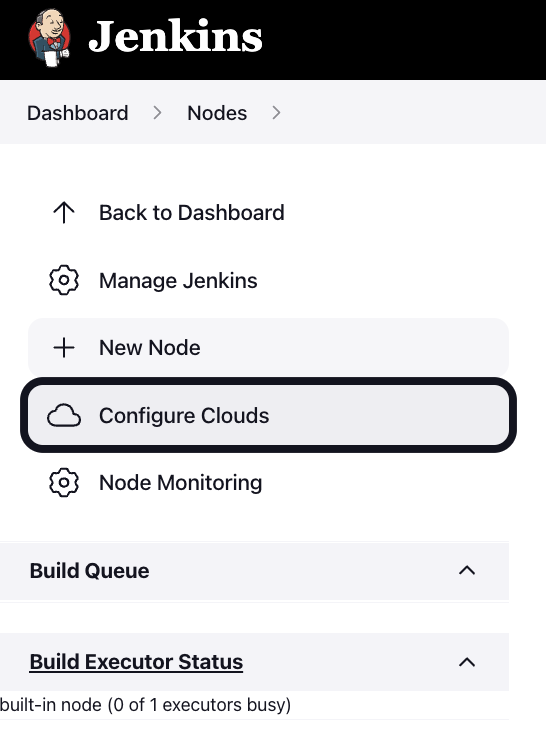 Jenkins
Dashboard > Nodes >
Back to Dashboard
Manage Jenkins
New Node
Configure Clouds
Node Monitoring
Build Queue
Build Executor Status
built-in node (0 of 1 executors busy)